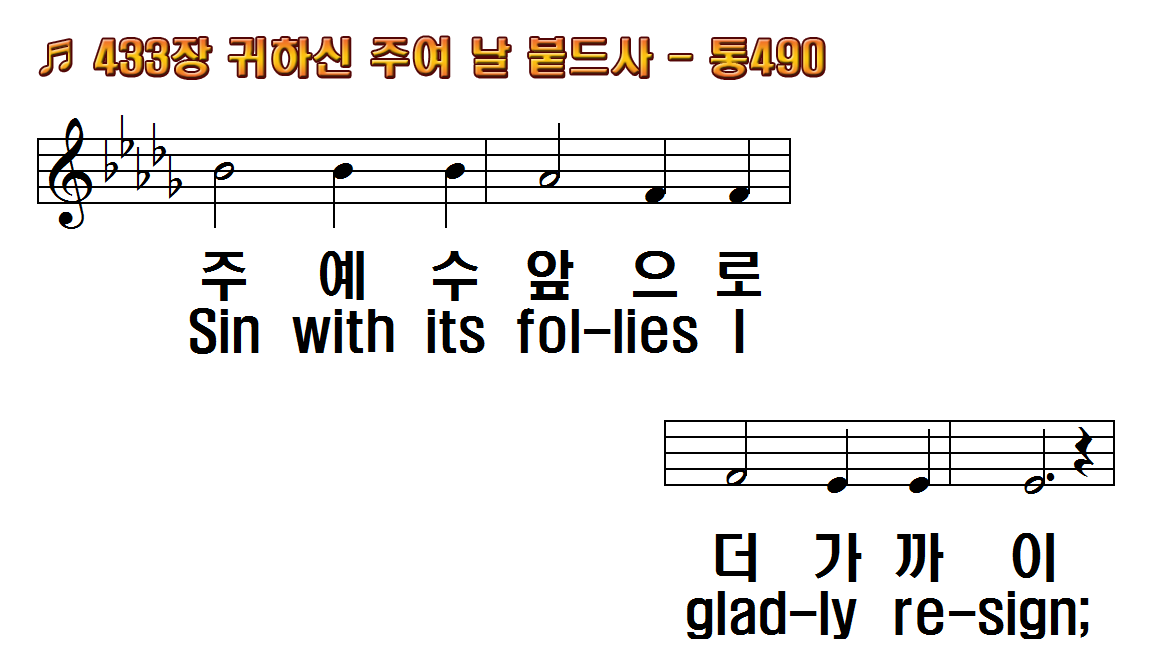 ♬ 433장 귀하신 주여 날 붙드사 - 통490
주 예 수 앞 으 로
Sin with its fol-lies I
더 가 까 이
glad-ly re-sign;